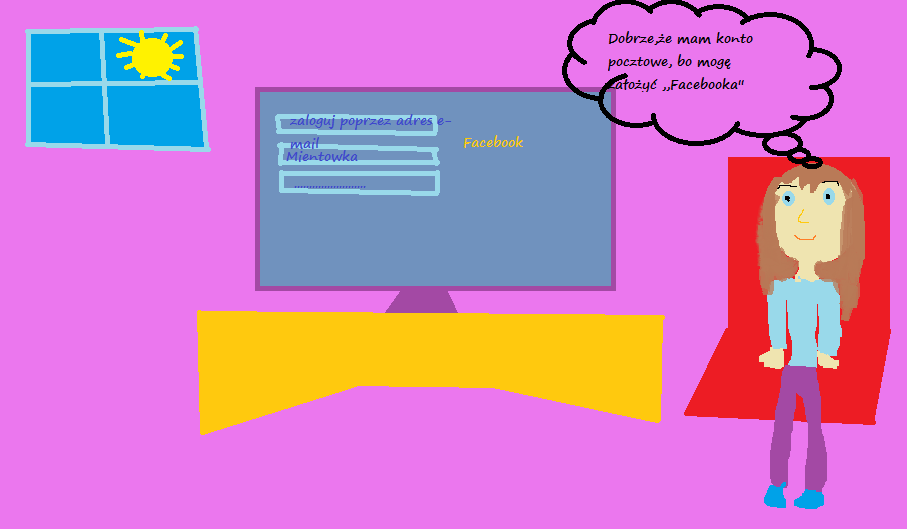 Dobrze,że mam konto
pocztowe, bo mogę
założyć ,,Facebooka"
zaloguj poprzez adres e-
mail
Mientowka
........................
Facebook